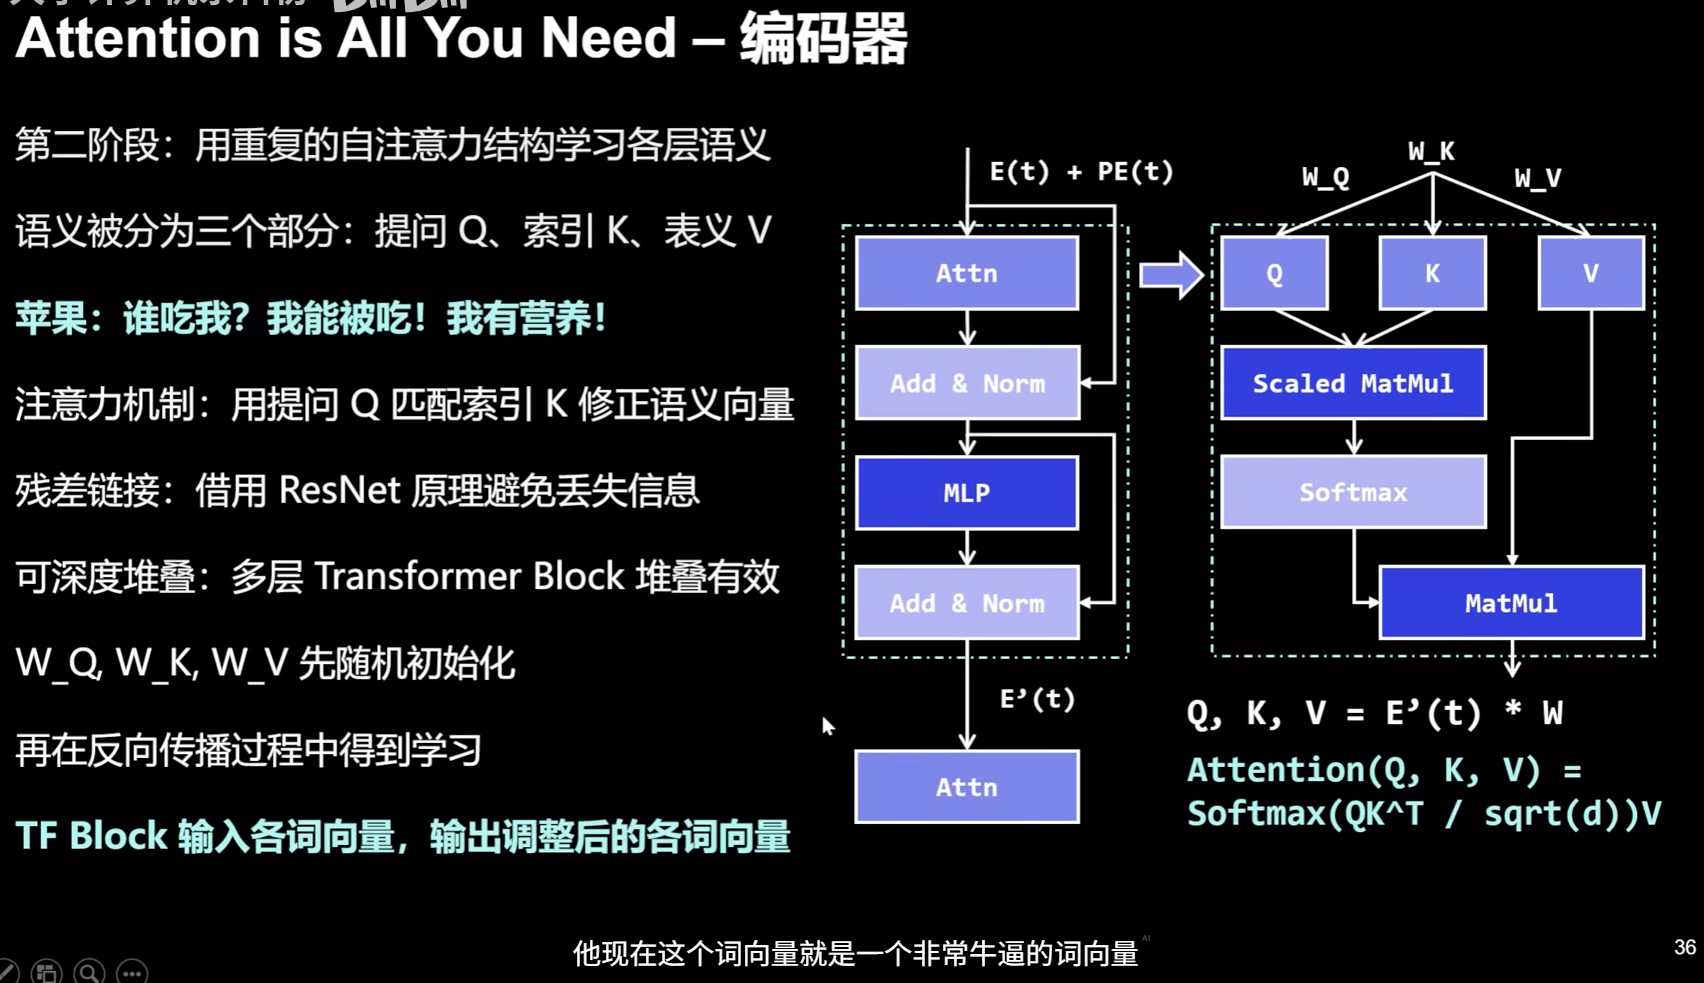 Attention is All You Need – 编码器
第二阶段：用重复的自注意力结构学习各层语义
语义被分为三个部分：提问 Q、索引 K、表义 V
苹果：谁吃我？我能被吃！我有营养！
注意力机制：用提问 Q 匹配索引 K 修正语义向量
残差链接：借用 ResNet 原理避免丢失信息
可深度堆叠：多层 Transformer Block 堆叠有效
W_Q, W_K, W_V 先随机初始化
再在反向传播过程中得到学习
TF Block 输入各词向量，输出调整后的各词向量
E(t) + PE(t)
Attn
Add & Norm
MLP
Add & Norm
E’(t)
Attn
W_Q
W_K
W_V
Q
K
V
Scaled MatMul
Softmax
MatMul
Q, K, V = E’(t) * W
Attention(Q, K, V) =
Softmax(QK^T / sqrt(d))V
他现在这个词向量就是一个非常牛逼的词向量
AI
36